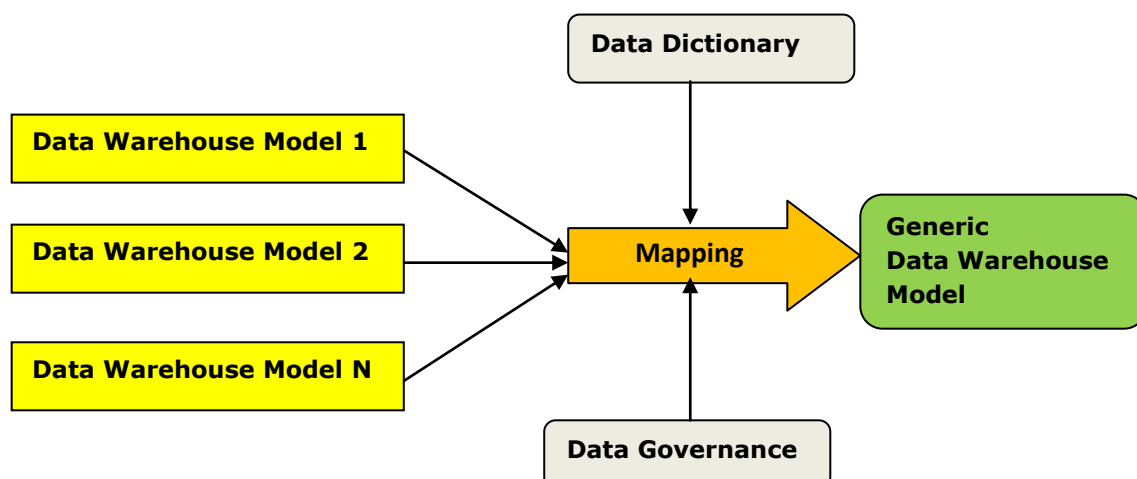 Data Dictionary
Data Warehouse Model 1
Data Warehouse Model 2
Data Warehouse Model N
Mapping
Generic
Data Warehouse
Model
Data Governance